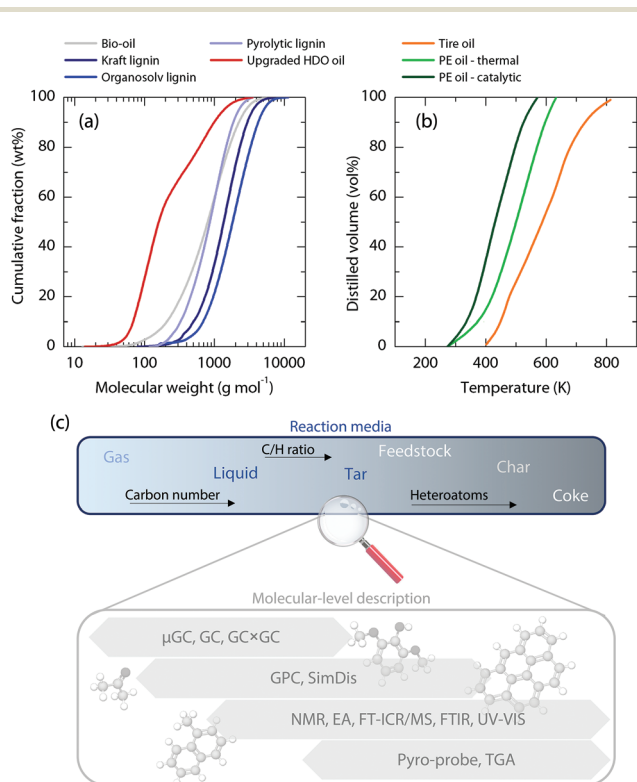 Bio-oil
Pyrolytic lignin
Tire oil
Kraft lignin
Upgraded HDO oil
PE oil - thermal
Organosolv lignin
PE oil - catalytic
(a)
Cumulative fraction (wt%)
100
80
60
40
20
0
10 100 1000 10000
Molecular weight (g mol⁻¹)
(b)
Distilled volume (vol%)
100
80
60
40
20
0
200 400 600 800
Temperature (K)
(c)
Reaction media
Gas
C/H ratio
Feedstock
Liquid
Tar
Char
Carbon number
Heteroatoms
Coke
Molecular-level description
µGC, GC, GC×GC
GPC, SimDis
NMR, EA, FT-ICR/MS, FTIR, UV-VIS
Pyro-probe, TGA